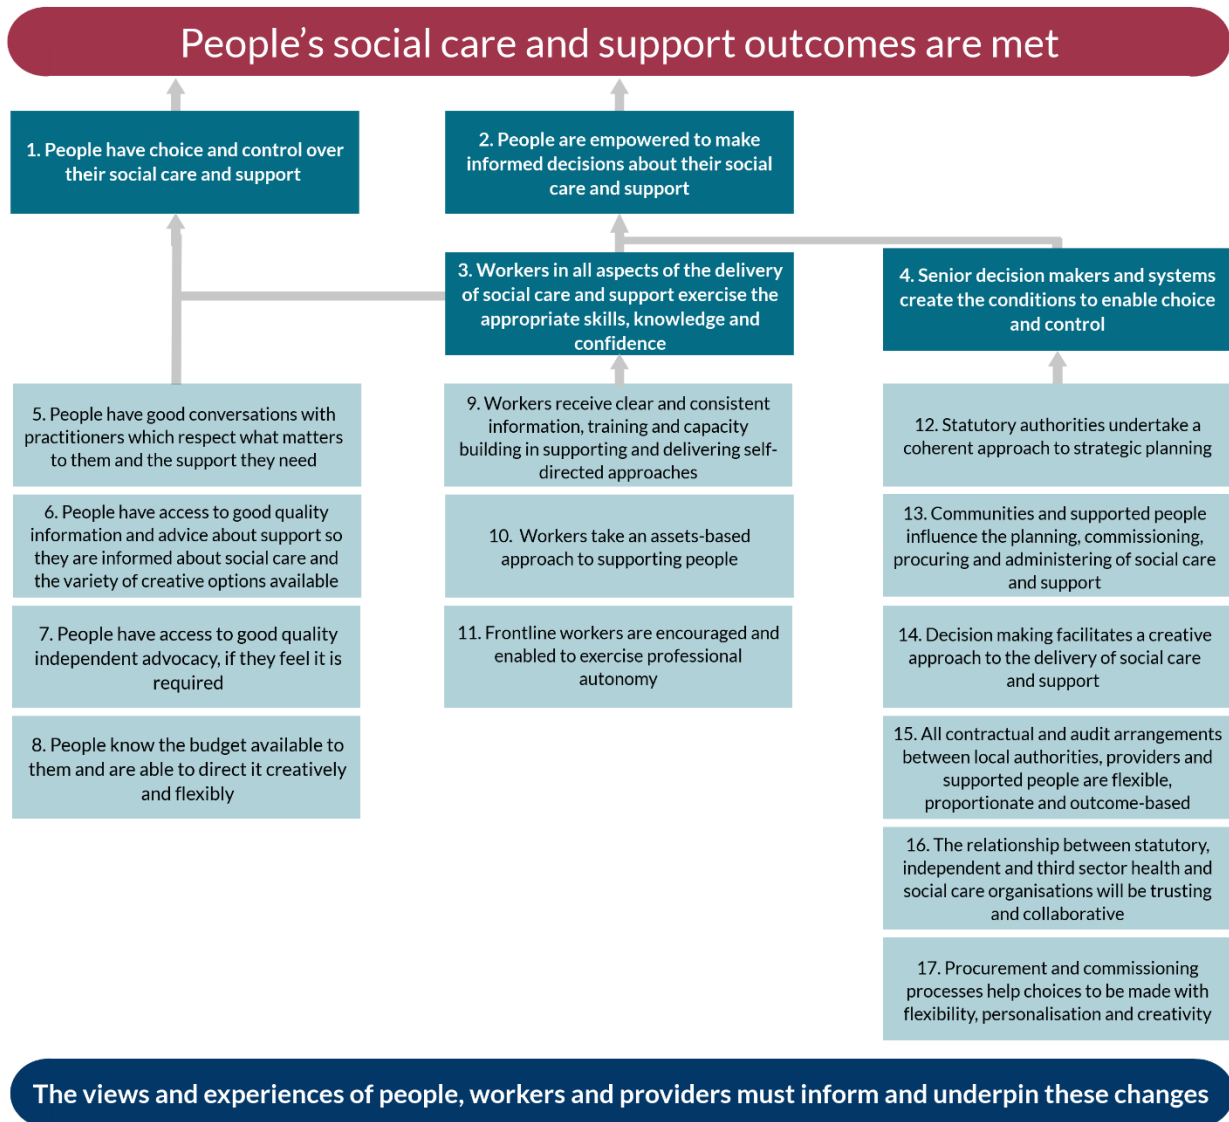 People's social care and support outcomes are met
1. People have choice and control over
their social care and support
2. People are empowered to make
informed decisions about their social
care and support
3. Workers in all aspects of the delivery
of social care and support exercise the
appropriate skills, knowledge and
confidence
4. Senior decision makers and systems
create the conditions to enable choice
and control
5. People have good conversations with
practitioners which respect what matters
to them and the support they need
6. People have access to good quality
information and advice about support so
they are informed about social care and
the variety of creative options available
7. People have access to good quality
independent advocacy, if they feel it is
required
8. People know the budget available to
them and are able to direct it creatively
and flexibly
9. Workers receive clear and consistent
information, training and capacity
building in supporting and delivering self-
directed approaches
10. Workers take an assets-based
approach to supporting people
11. Frontline workers are encouraged and
enabled to exercise professional
autonomy
12. Statutory authorities undertake a
coherent approach to strategic planning
13. Communities and supported people
influence the planning, commissioning,
procuring and administering of social care
and support
14. Decision making facilitates a creative
approach to the delivery of social care
and support
15. All contractual and audit arrangements
between local authorities, providers and
supported people are flexible,
proportionate and outcome-based
16. The relationship between statutory,
independent and third sector health and
social care organisations will be trusting
and collaborative
17. Procurement and commissioning
processes help choices to be made with
flexibility, personalisation and creativity
The views and experiences of people, workers and providers must inform and underpin these changes